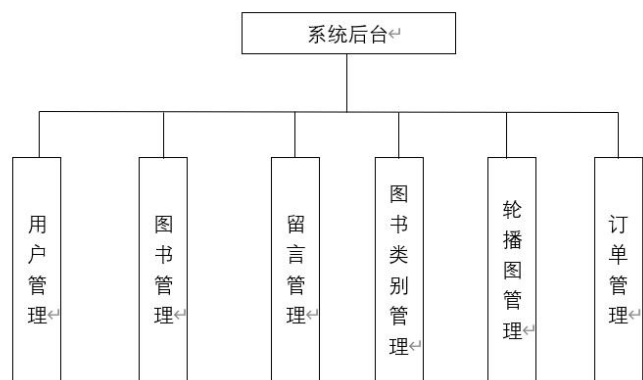 系统后台
用户管理
图书管理
留言管理
图书类别管理
轮播图管理
订单管理